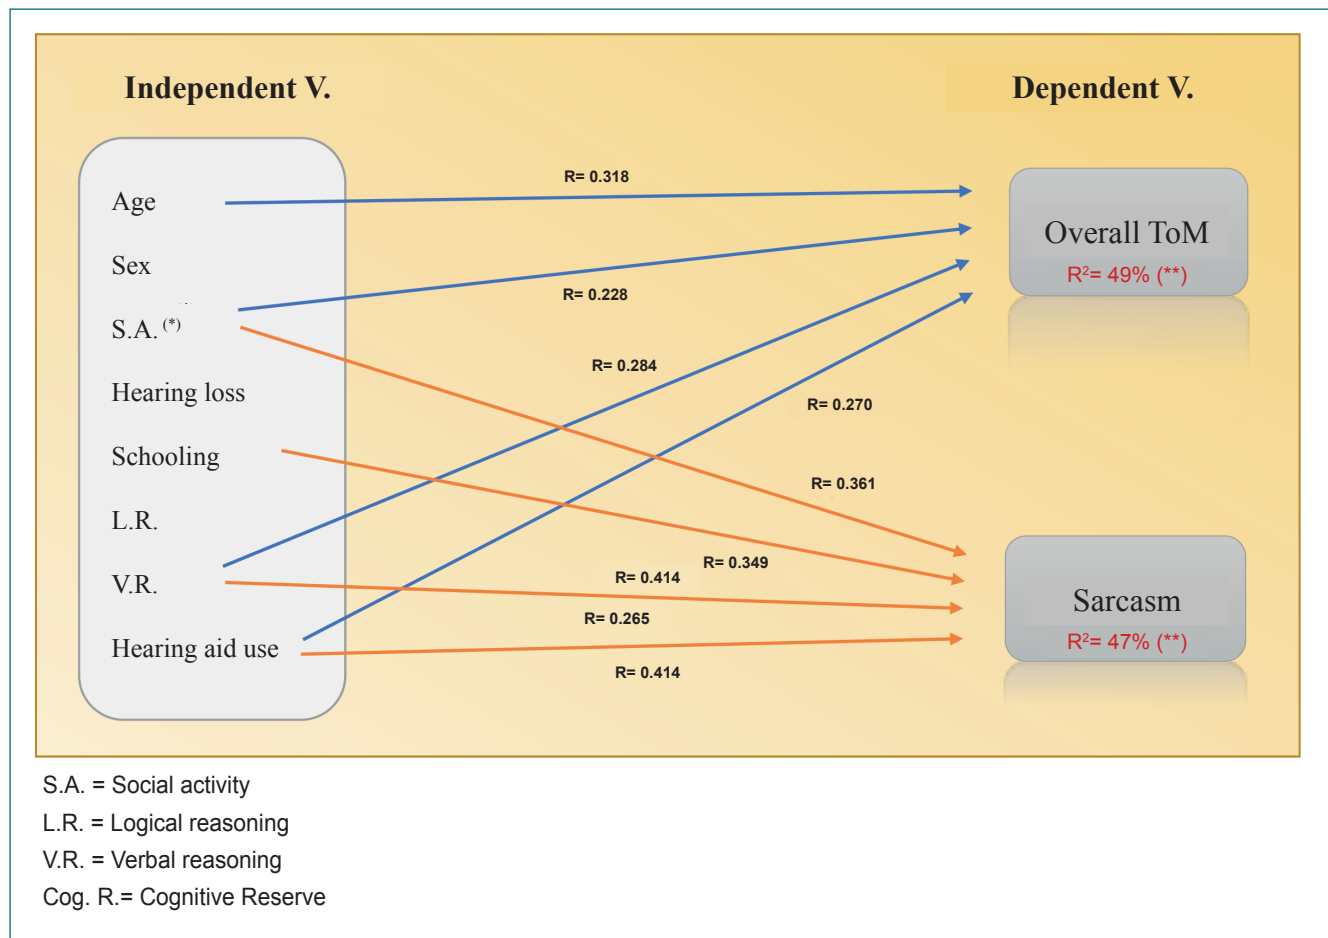 Independent V.
Dependent V.
Age
Sex
S.A. (*)
Hearing loss
Schooling
L.R.
V.R.
Hearing aid use
R= 0.318
R= 0.228
R= 0.284
R= 0.270
R= 0.361
R= 0.349
R= 0.414
R= 0.265
R= 0.414
Overall ToM
R²= 49% (**)
Sarcasm
R²= 47% (**)
S.A. = Social activity
L.R. = Logical reasoning
V.R. = Verbal reasoning
Cog. R.= Cognitive Reserve